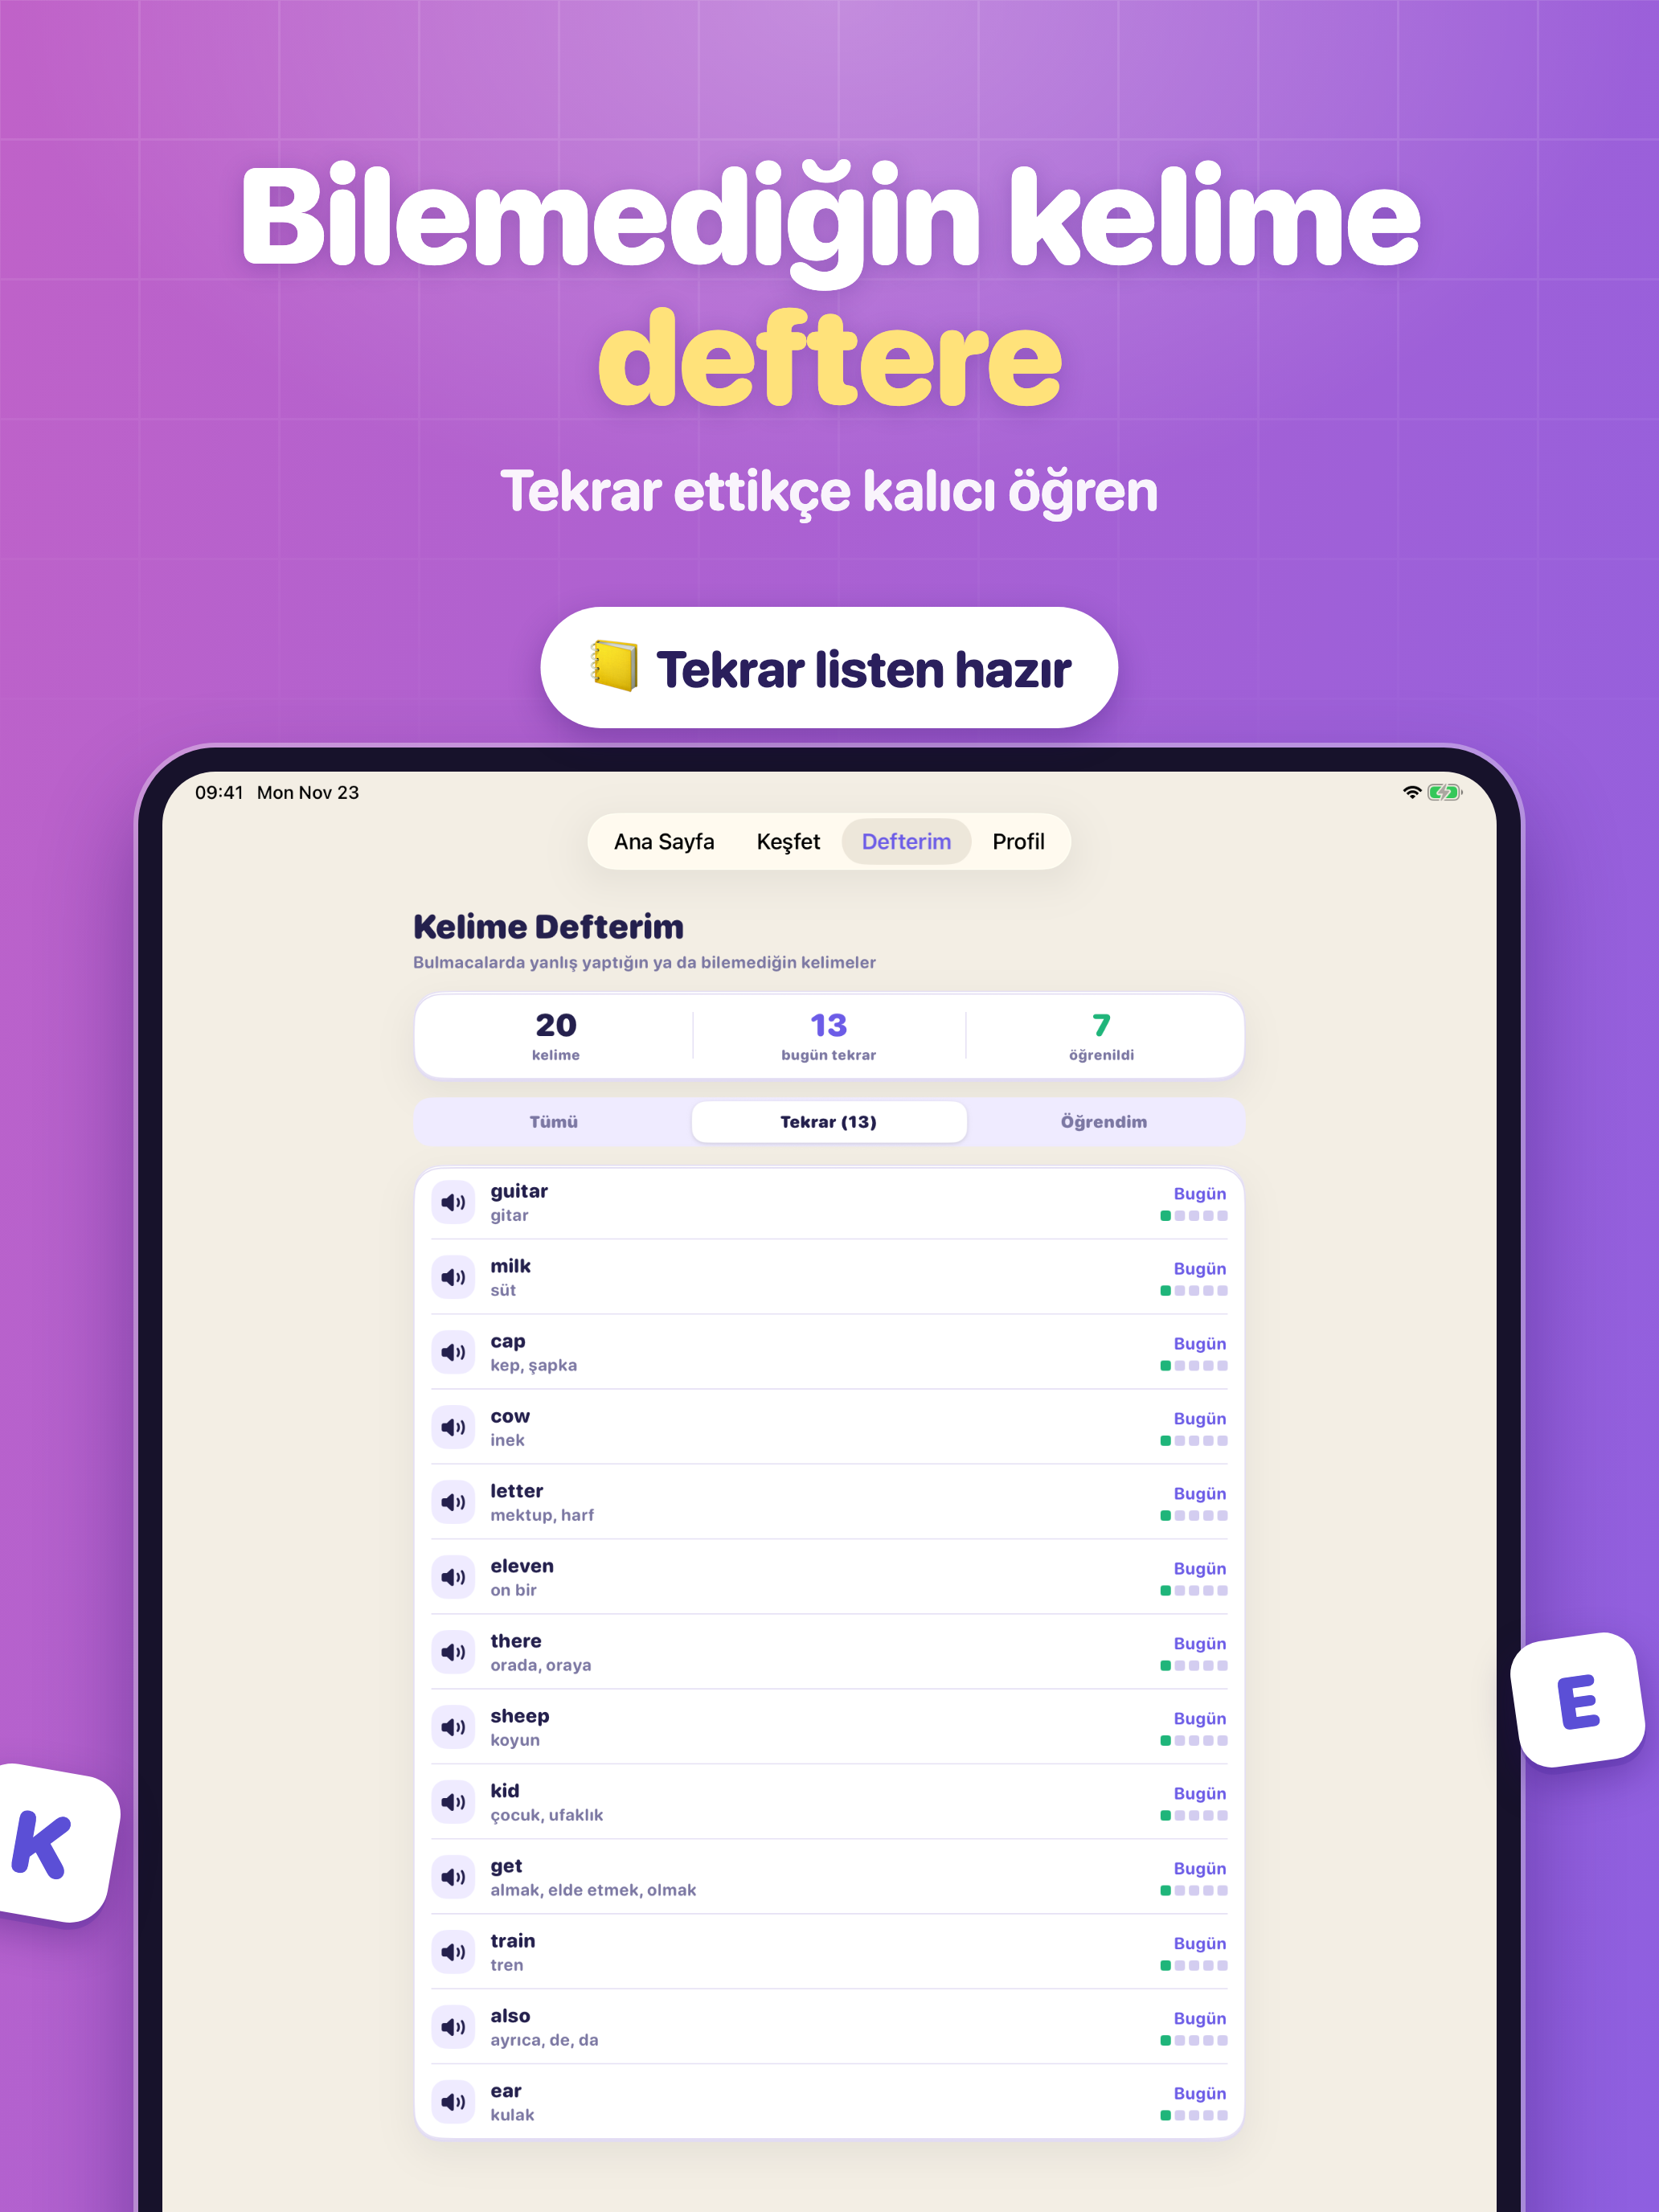 Bilemediğin kelime
deftere
Tekrar ettikçe kalıcı öğren
Tekrar listen hazır
09:41 Mon Nov 23
Ana Sayfa Keşfet Defterim Profil
Kelime Defterim
Bulmacalarda yanlış yaptığın ya da bilemediğin kelimeler
20 13 7
kelime bugün tekrar öğrenildi
Tümü Tekrar (13) Öğrendim
guitar Bugün
gitar
milk Bugün
süt
cap Bugün
kep, şapka
cow Bugün
inek
letter Bugün
mektup, harf
eleven Bugün
on bir
there Bugün
orada, oraya
sheep Bugün
koyun
kid Bugün
çocuk, ufaklık
get Bugün
almak, elde etmek, olmak
train Bugün
tren
also Bugün
ayrıca, de, da
ear Bugün
kulak
E
K